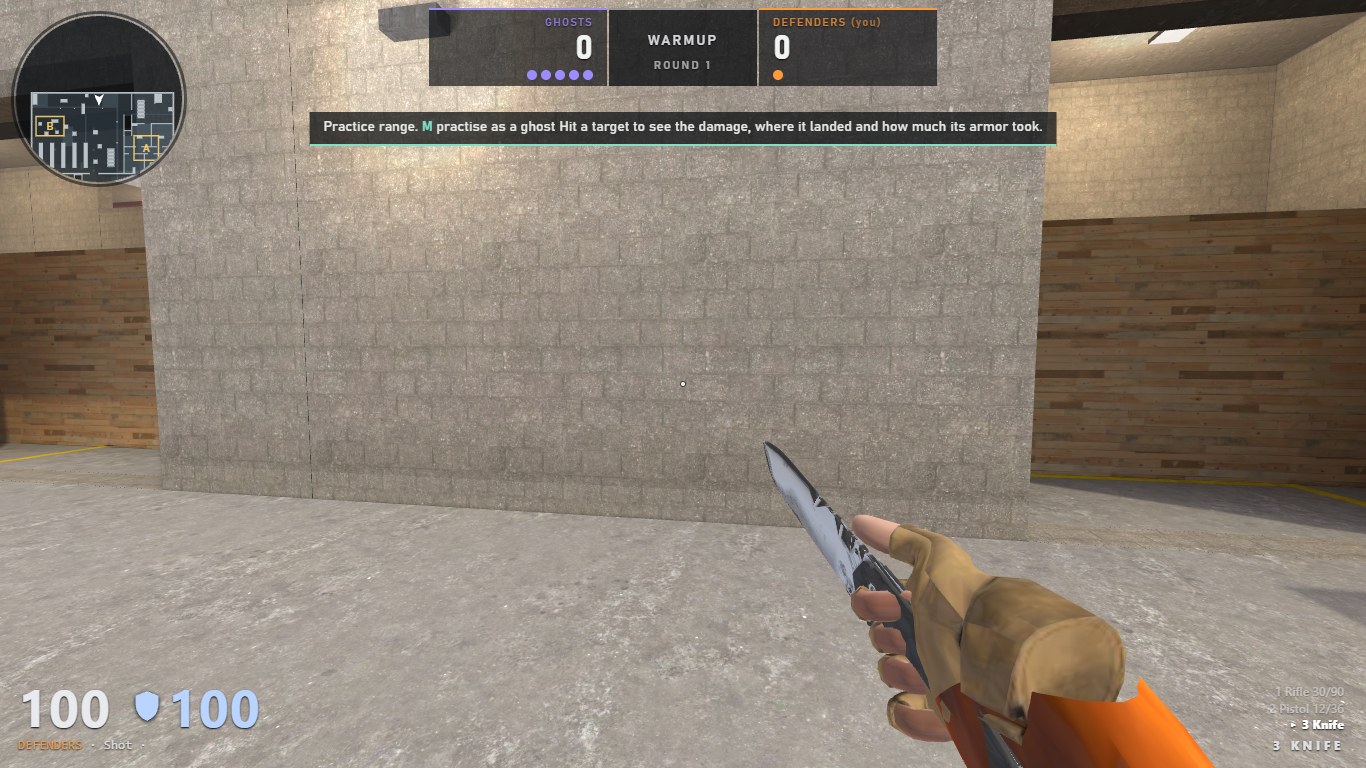 GHOSTS
0
WARMUP
ROUND 1
DEFENDERS (you)
0
Practice range. M practise as a ghost Hit a target to see the damage, where it landed and how much its armor took.
B
A
100 100
DEFENDERS · Shot ·
1 Rifle 30/90
2 Pistol 12/36
▸ 3 Knife
3 KNIFE